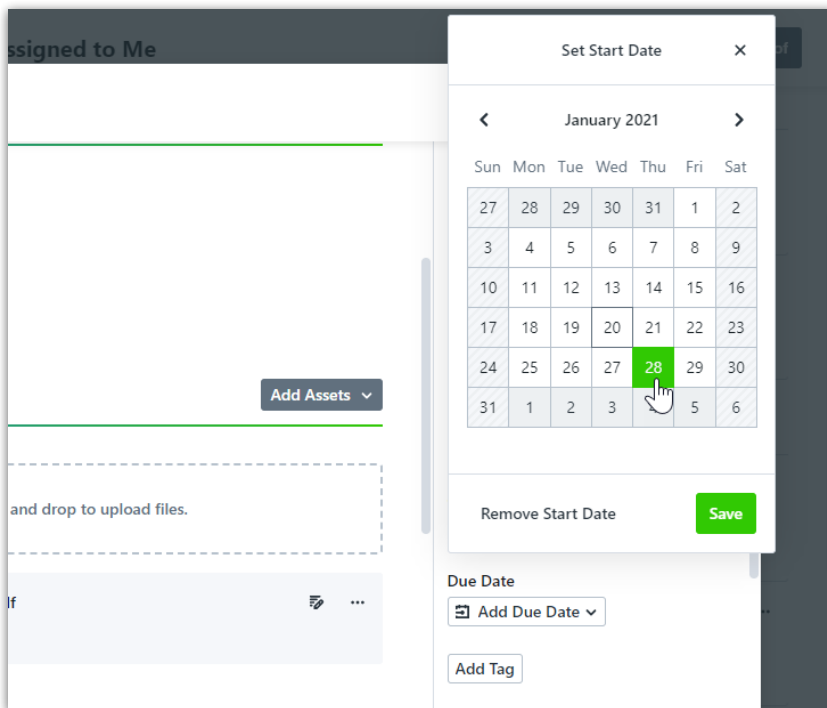 ssigned to Me
of
Set Start Date
January 2021
Sun Mon Tue Wed Thu Fri Sat
27 28 29 30 31 1 2
3 4 5 6 7 8 9
10 11 12 13 14 15 16
17 18 19 20 21 22 23
24 25 26 27 28 29 30
31 1 2 3 4 5 6
Add Assets
and drop to upload files.
Remove Start Date
Save
lf
Due Date
Add Due Date
Add Tag